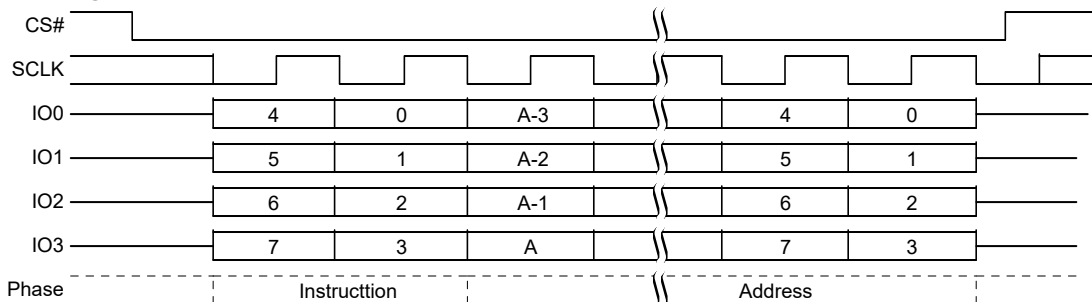 CS#
SCLK
IO0 4 0 A-3 4 0
IO1 5 1 A-2 5 1
IO2 6 2 A-1 6 2
IO3 7 3 A 7 3
Phase Instructtion Address